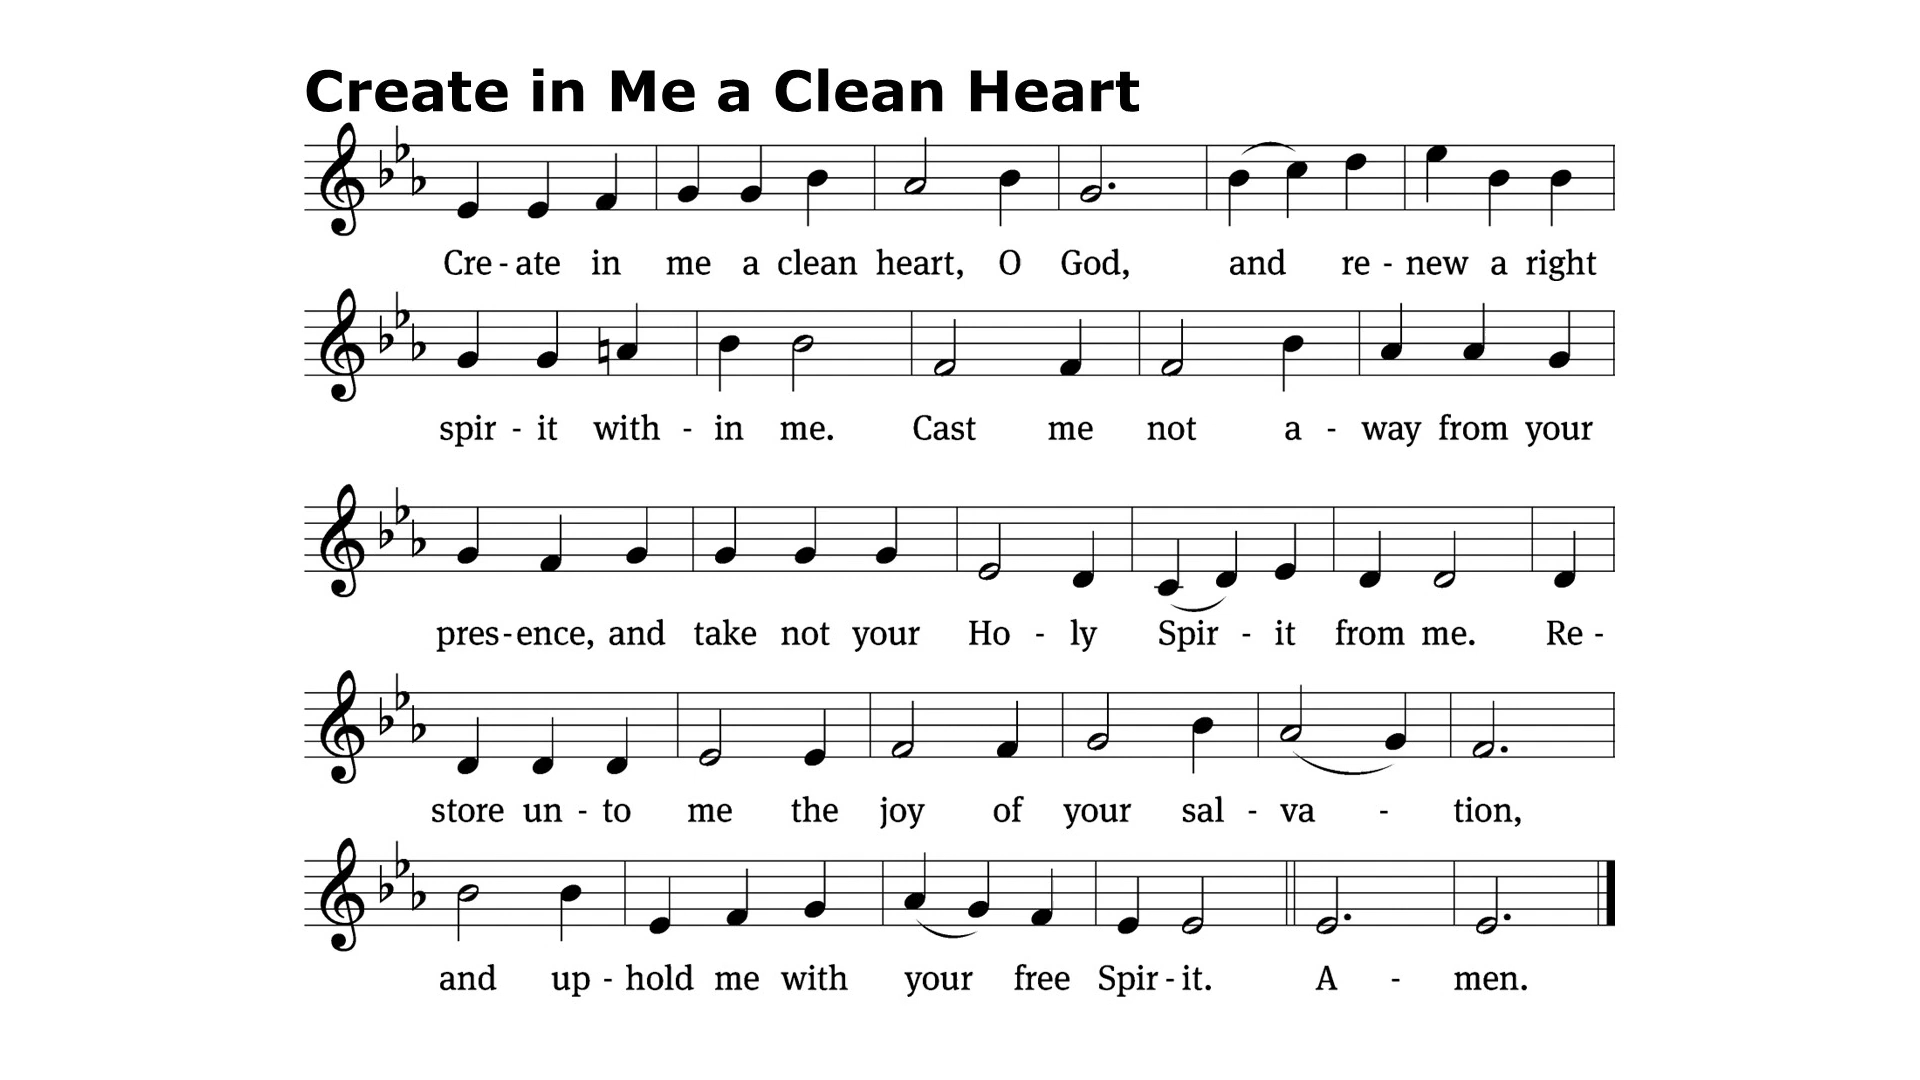 Create in Me a Clean Heart
Cre - ate in me a clean heart, O God, and re - new a right
spir - it with - in me. Cast me not a - way from your
pres - ence, and take not your Ho - ly Spir - it from me. Re -
store un - to me the joy of your sal - va - tion,
and up - hold me with your free Spir - it. A - men.